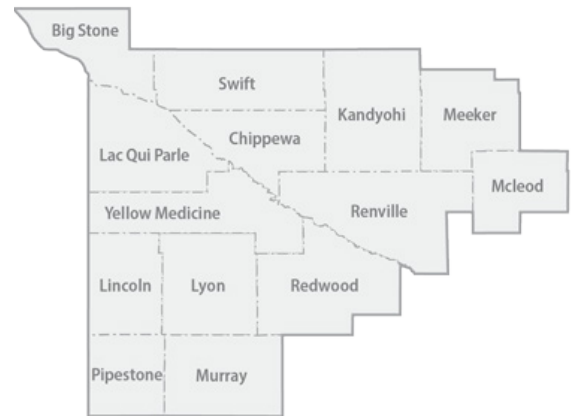 Big Stone
Swift
Kandyohi
Meeker
Chippewa
Lac Qui Parle
Mcleod
Yellow Medicine
Renville
Lincoln
Lyon
Redwood
Pipestone
Murray